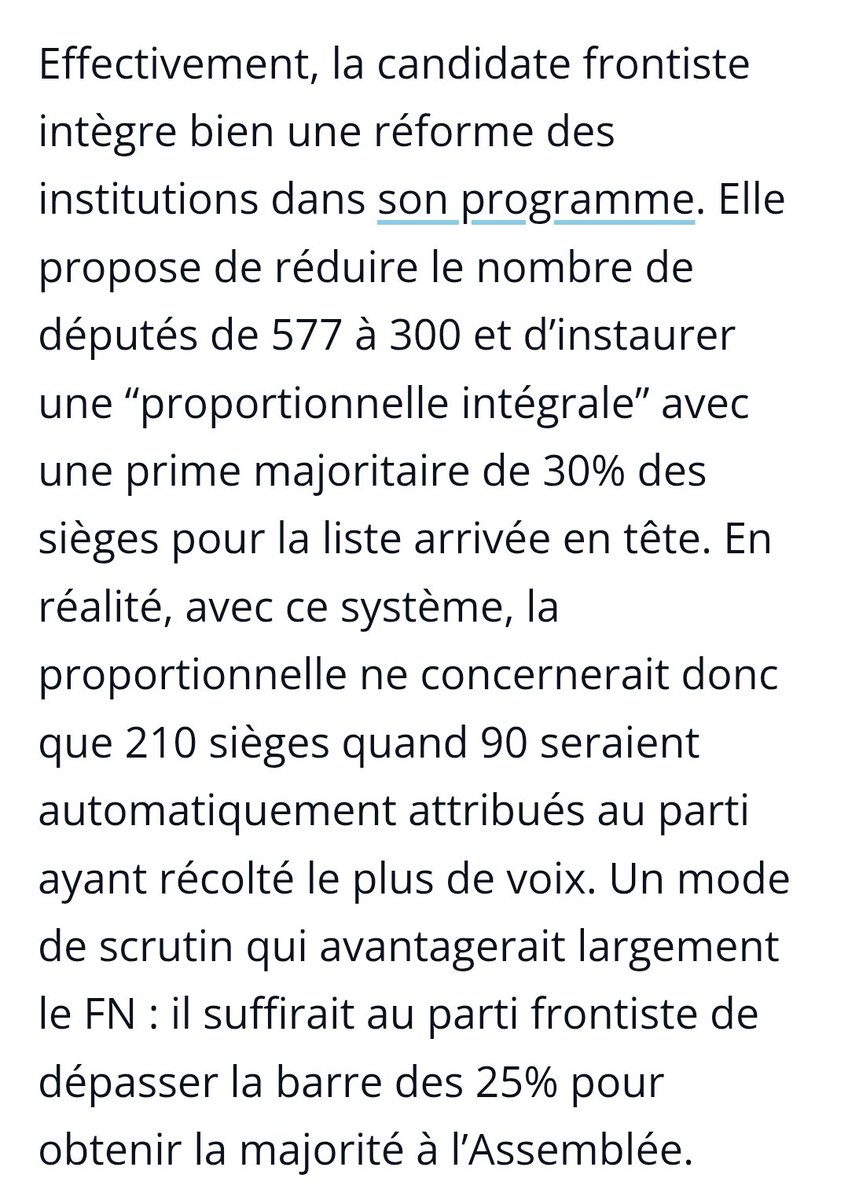 Effectivement, la candidate frontiste
intègre bien une réforme des
institutions dans son programme. Elle
propose de réduire le nombre de
députés de 577 à 300 et d’instaurer
une “proportionnelle intégrale” avec
une prime majoritaire de 30% des
sièges pour la liste arrivée en tête. En
réalité, avec ce système, la
proportionnelle ne concernerait donc
que 210 sièges quand 90 seraient
automatiquement attribués au parti
ayant récolté le plus de voix. Un mode
de scrutin qui avantagerait largement
le FN : il suffirait au parti frontiste de
dépasser la barre des 25% pour
obtenir la majorité à l’Assemblée.